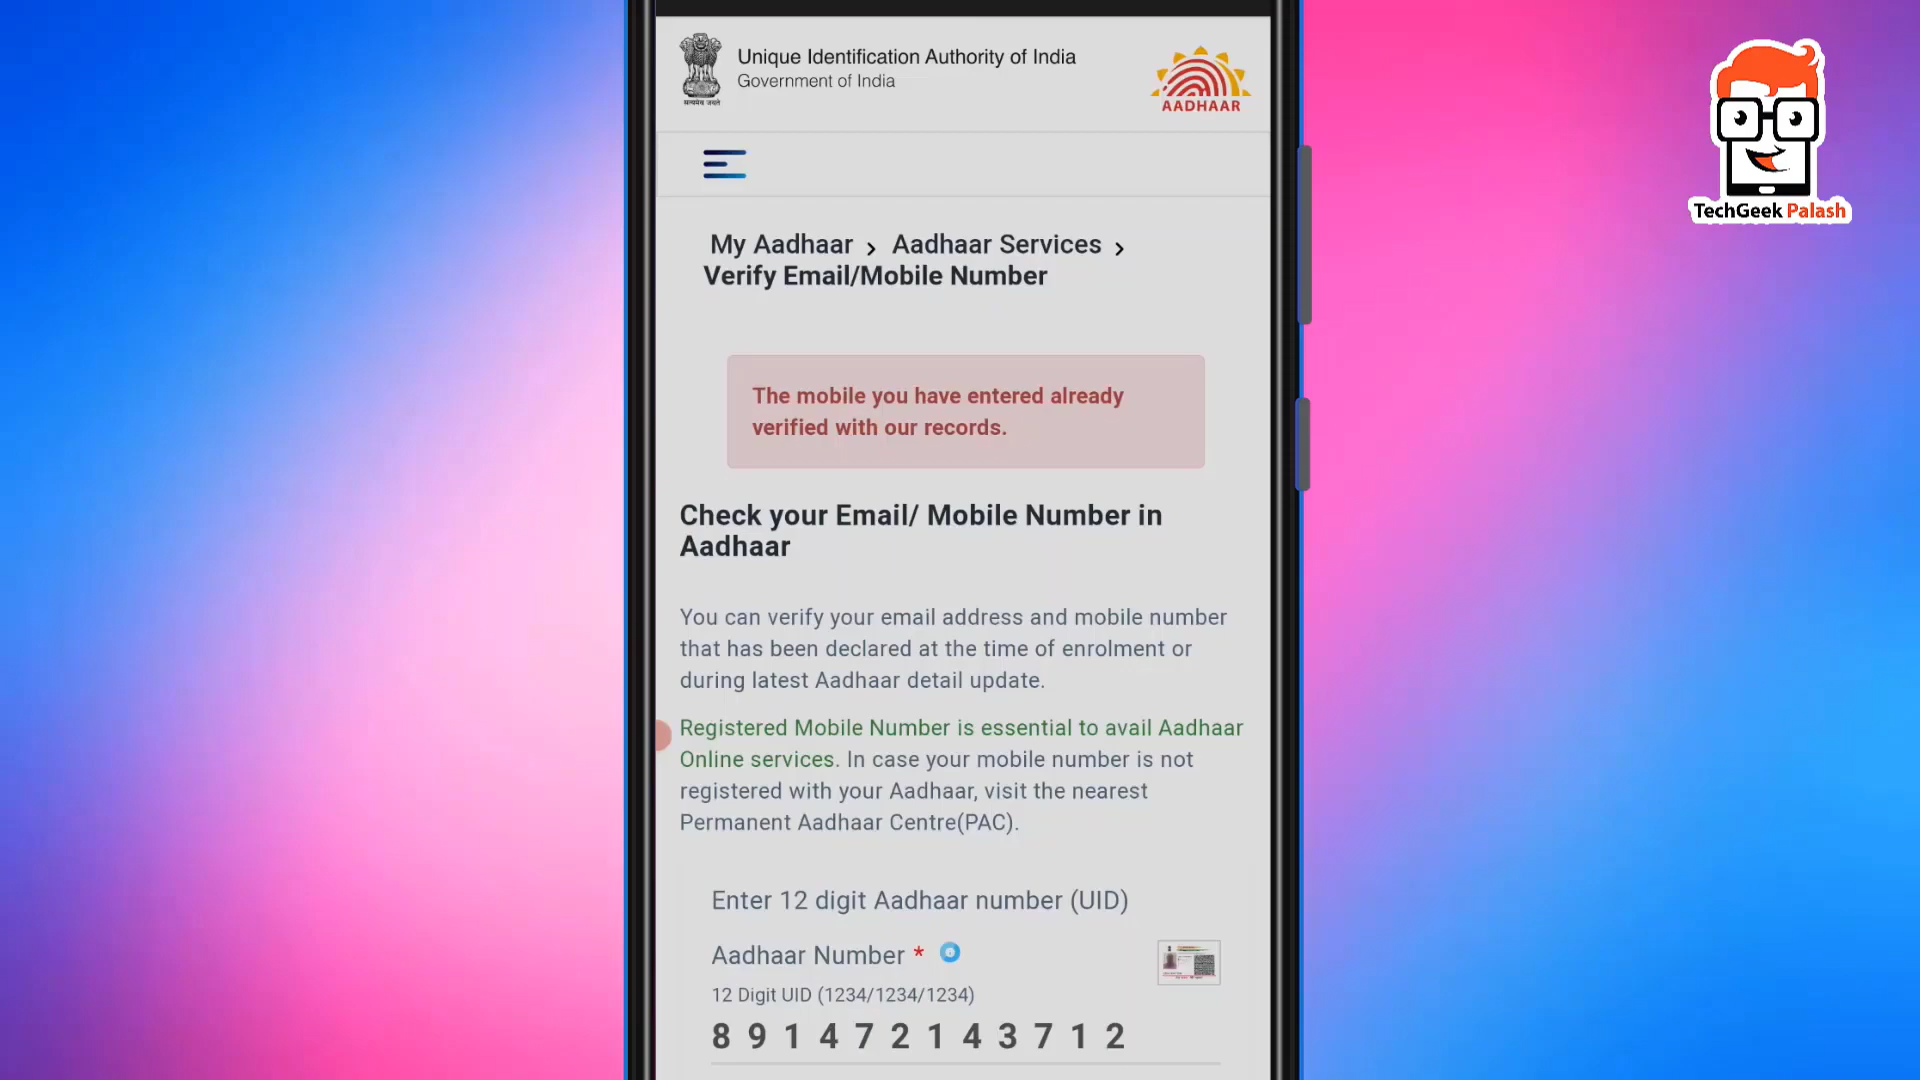 Unique Identification Authority of India
Government of India
सत्यमेव जयते
AADHAAR
TechGeek Palash
My Aadhaar > Aadhaar Services >
Verify Email/Mobile Number
The mobile you have entered already
verified with our records.
Check your Email/ Mobile Number in
Aadhaar
You can verify your email address and mobile number
that has been declared at the time of enrolment or
during latest Aadhaar detail update.
Registered Mobile Number is essential to avail Aadhaar
Online services. In case your mobile number is not
registered with your Aadhaar, visit the nearest
Permanent Aadhaar Centre(PAC).
Enter 12 digit Aadhaar number (UID)
Aadhaar Number *
12 Digit UID (1234/1234/1234)
8 9 1 4 7 2 1 4 3 7 1 2